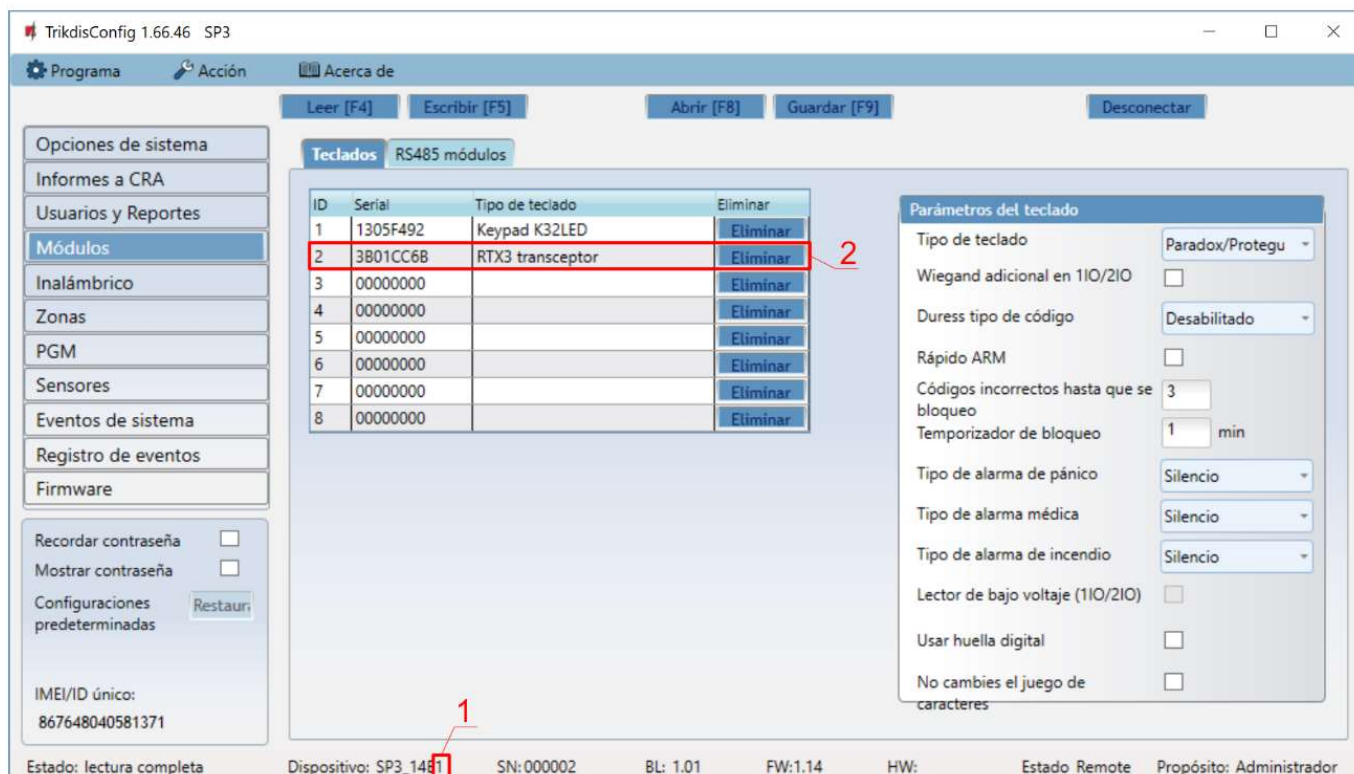 TrikdisConfig 1.66.46 SP3
Programa Acción Acerca de
Leer [F4] Escribir [F5] Abrir [F8] Guardar [F9] Desconectar
Opciones de sistema
Informes a CRA
Usuarios y Reportes
Módulos
Inalámbrico
Zonas
PGM
Sensores
Eventos de sistema
Registro de eventos
Firmware
Recordar contraseña
Mostrar contraseña
Configuraciones
predeterminadas
Restaura
IMEI/ID único:
867648040581371
Teclados RS485 módulos
ID Serial Tipo de teclado Eliminar
1 1305F492 Keypad K32LED Eliminar
2 3B01CC6B RTX3 transceptor Eliminar
2
3 00000000 Eliminar
4 00000000 Eliminar
5 00000000 Eliminar
6 00000000 Eliminar
7 00000000 Eliminar
8 00000000 Eliminar
Parámetros del teclado
Tipo de teclado Paradox/Protegu
Wiegand adicional en 1IO/2IO
Duress tipo de código Desabilitado
Rápido ARM
Códigos incorrectos hasta que se 3
bloqueo
Temporizador de bloqueo 1 min
Tipo de alarma de pánico Silencio
Tipo de alarma médica Silencio
Tipo de alarma de incendio Silencio
Lector de bajo voltaje (1IO/2IO)
Usar huella digital
No cambies el juego de
caracteres
1
Estado: lectura completa Dispositivo: SP3_14E1 SN:000002 BL: 1.01 FW:1.14 HW: Estado Remote Propósito: Administrador